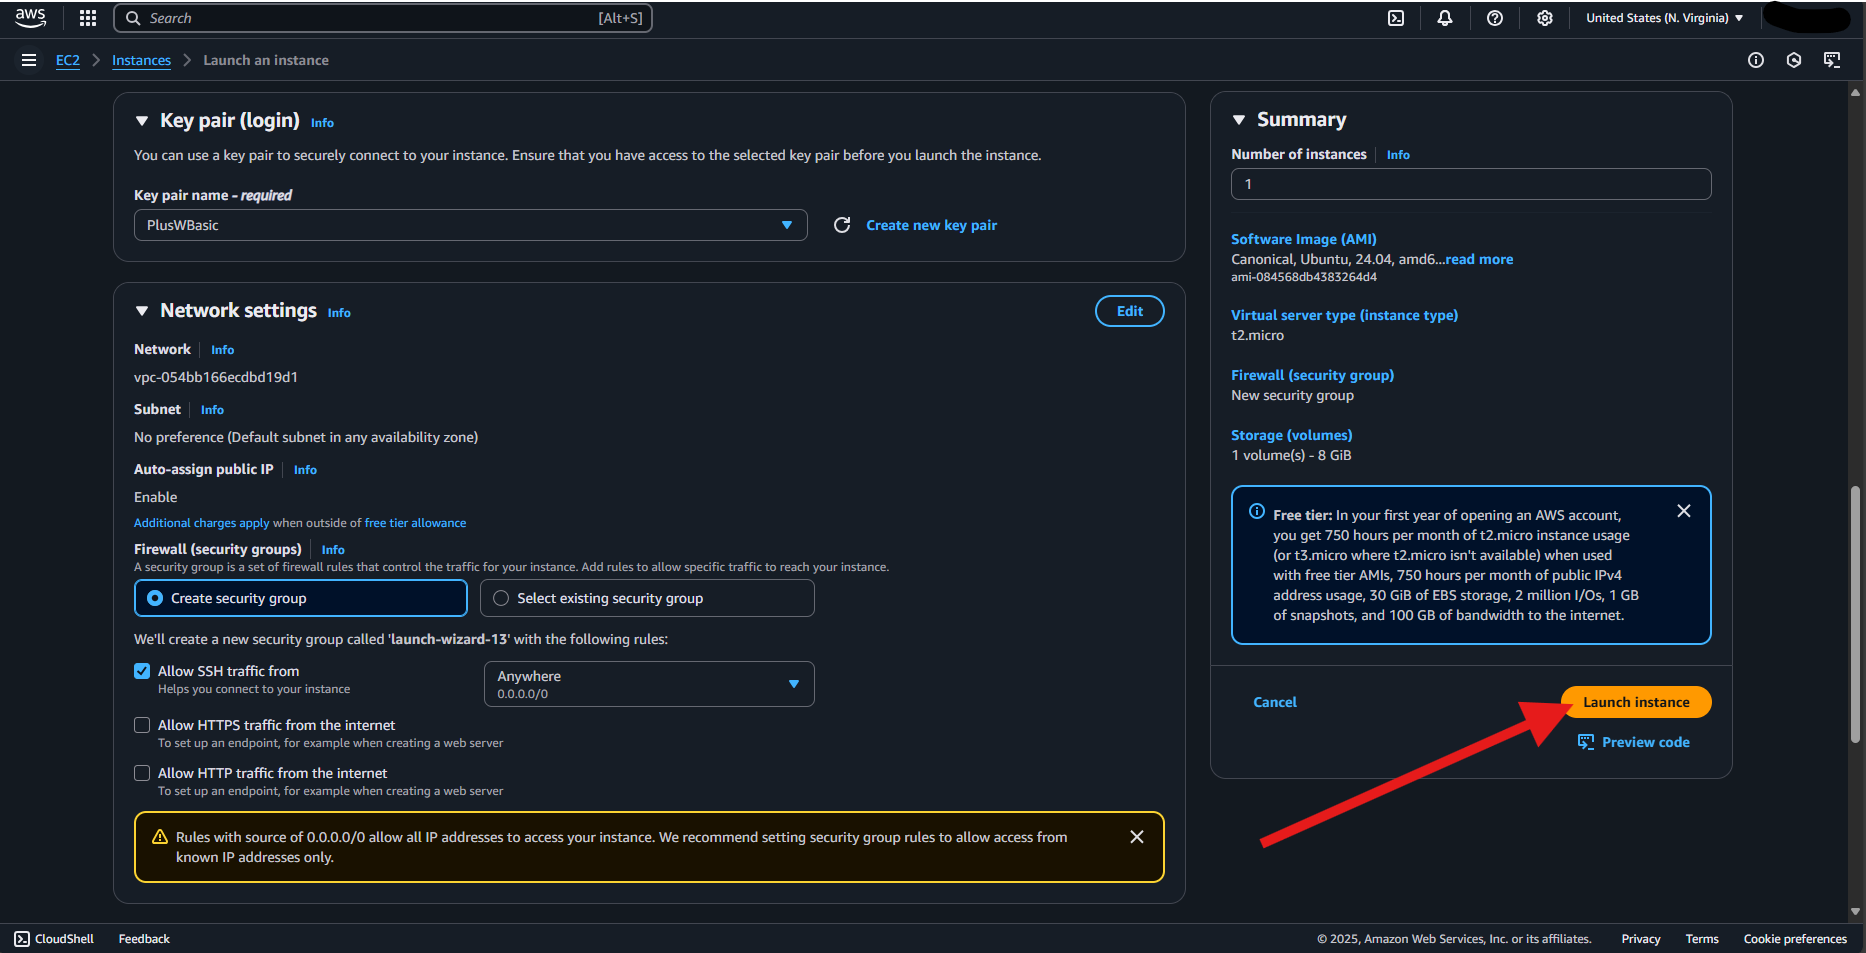 aws
Search [Alt+S]
United States (N. Virginia)
EC2 > Instances > Launch an instance
Key pair (login) Info
You can use a key pair to securely connect to your instance. Ensure that you have access to the selected key pair before you launch the instance.
Key pair name - required
PlusWBasic
Create new key pair
Network settings Info
Edit
Network Info
vpc-054bb166ecdbd19d1
Subnet Info
No preference (Default subnet in any availability zone)
Auto-assign public IP Info
Enable
Additional charges apply when outside of free tier allowance
Firewall (security groups) Info
A security group is a set of firewall rules that control the traffic for your instance. Add rules to allow specific traffic to reach your instance.
Create security group
Select existing security group
We'll create a new security group called 'launch-wizard-13' with the following rules:
Allow SSH traffic from
Helps you connect to your instance
Anywhere
0.0.0.0/0
Allow HTTPS traffic from the internet
To set up an endpoint, for example when creating a web server
Allow HTTP traffic from the internet
To set up an endpoint, for example when creating a web server
Rules with source of 0.0.0.0/0 allow all IP addresses to access your instance. We recommend setting security group rules to allow access from
known IP addresses only.
Summary
Number of instances Info
1
Software Image (AMI)
Canonical, Ubuntu, 24.04, amd6...read more
ami-084568db4383264d4
Virtual server type (instance type)
t2.micro
Firewall (security group)
New security group
Storage (volumes)
1 volume(s) - 8 GiB
Free tier: In your first year of opening an AWS account,
you get 750 hours per month of t2.micro instance usage
(or t3.micro where t2.micro isn't available) when used
with free tier AMIs, 750 hours per month of public IPv4
address usage, 30 GiB of EBS storage, 2 million I/Os, 1 GB
of snapshots, and 100 GB of bandwidth to the internet.
Cancel
Launch instance
Preview code
CloudShell Feedback
© 2025, Amazon Web Services, Inc. or its affiliates. Privacy Terms Cookie preferences